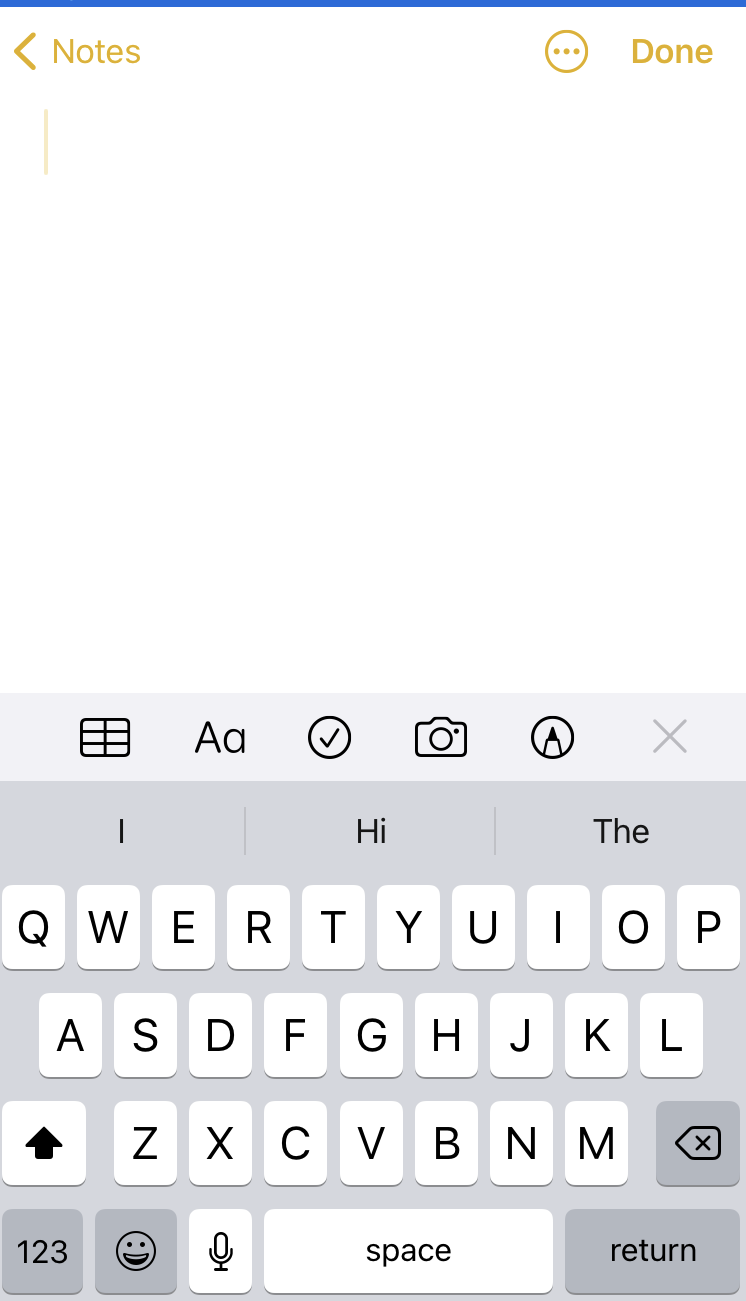 Notes
Done
Aa
I Hi The
Q W E R T Y U I O P
A S D F G H J K L
Z X C V B N M
123 space return